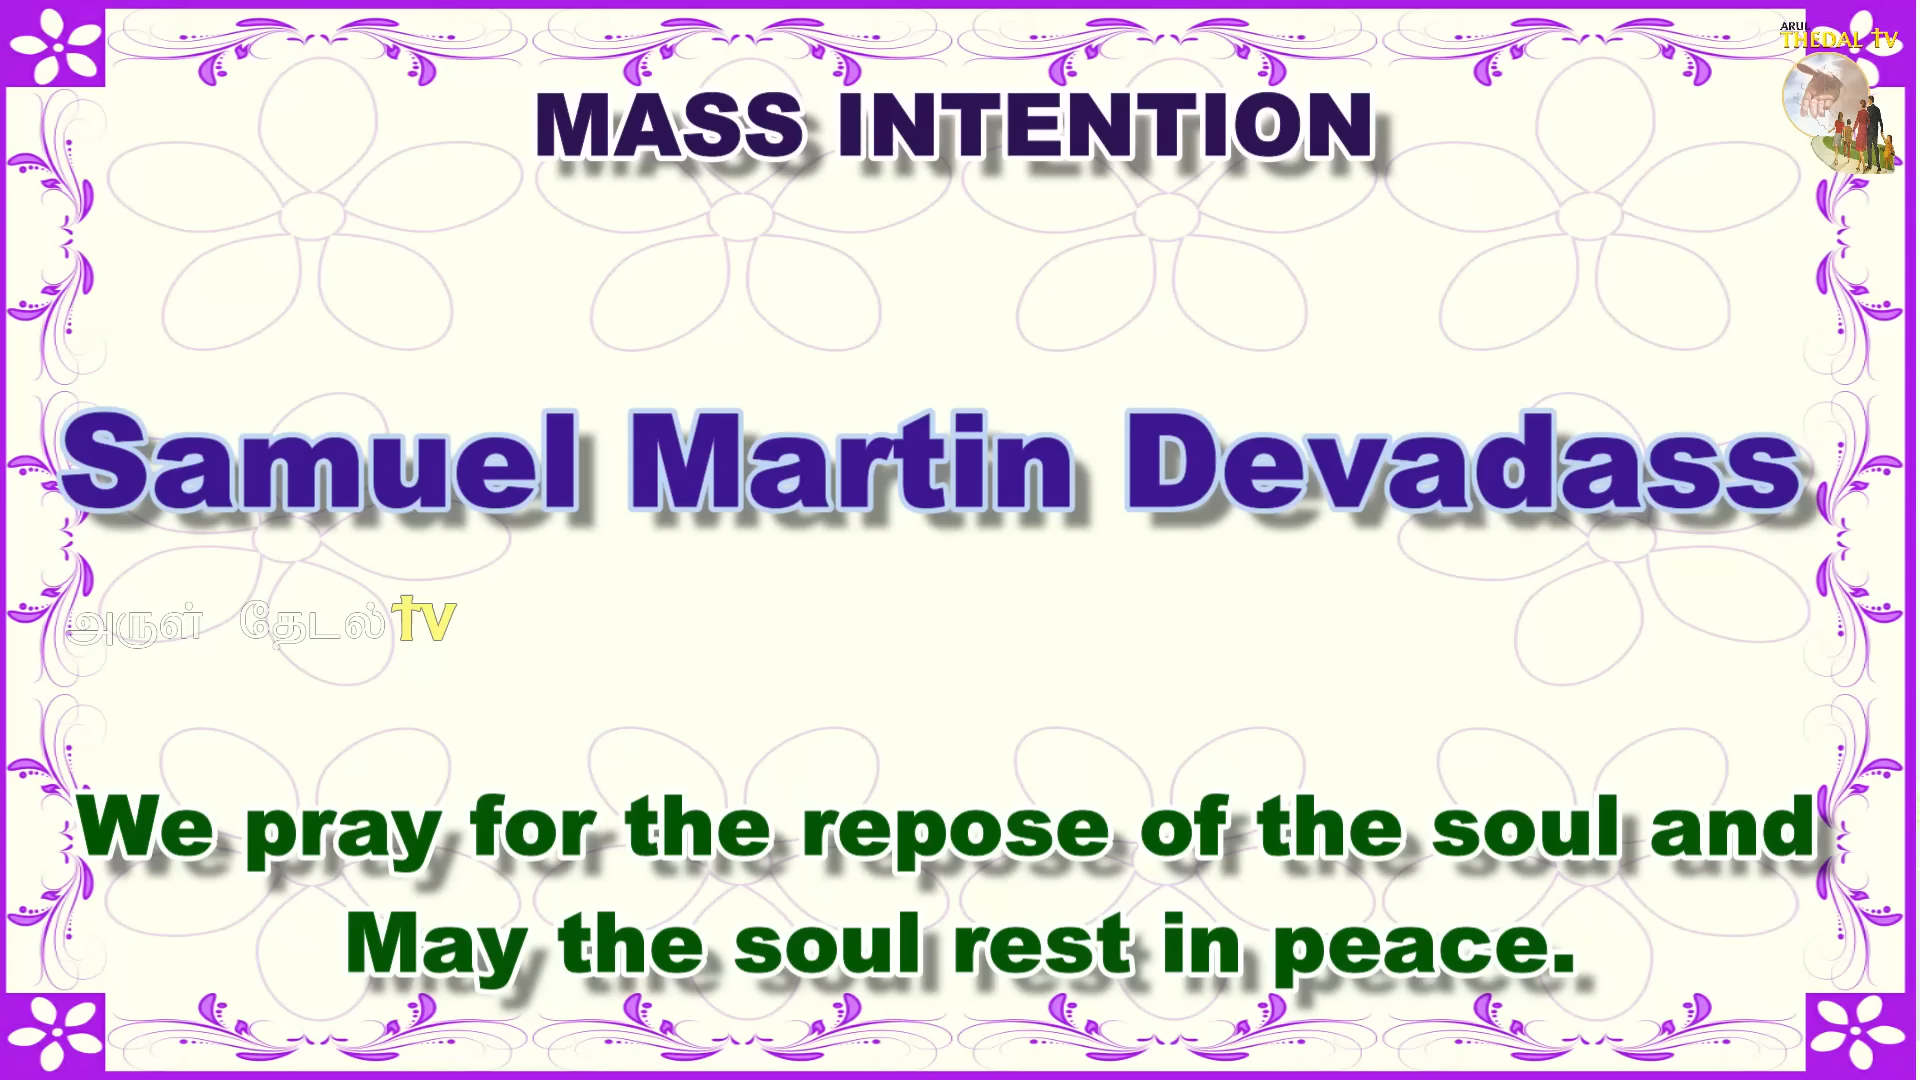 ARUL
THEDAL TV
MASS INTENTION
Samuel Martin Devadass
அருள் தேடல் TV
We pray for the repose of the soul and
May the soul rest in peace.